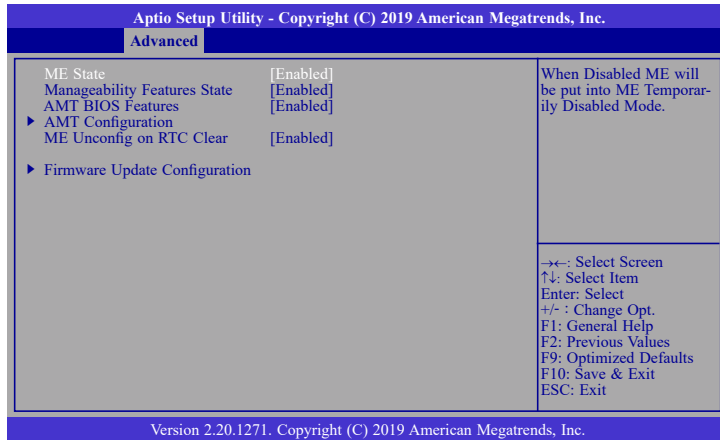 Aptio Setup Utility - Copyright (C) 2019 American Megatrends, Inc.
Advanced
ME State [Enabled]
Manageability Features State [Enabled]
AMT BIOS Features [Enabled]
AMT Configuration
ME Unconfig on RTC Clear [Enabled]
Firmware Update Configuration
When Disabled ME will
be put into ME Temporar-
ily Disabled Mode.
→←: Select Screen
↑↓: Select Item
Enter: Select
+/- : Change Opt.
F1: General Help
F2: Previous Values
F9: Optimized Defaults
F10: Save & Exit
ESC: Exit
Version 2.20.1271. Copyright (C) 2019 American Megatrends, Inc.